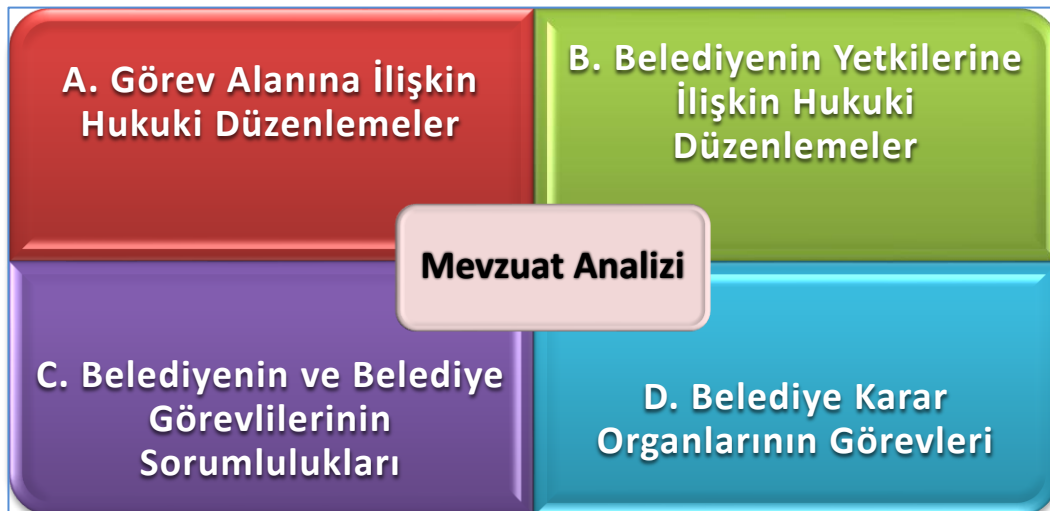 A. Görev Alanına İlişkin
Hukuki Düzenlemeler
B. Belediyenin Yetkilerine
İlişkin Hukuki
Düzenlemeler
Mevzuat Analizi
C. Belediyenin ve Belediye
Görevlilerinin
Sorumlulukları
D. Belediye Karar
Organlarının Görevleri